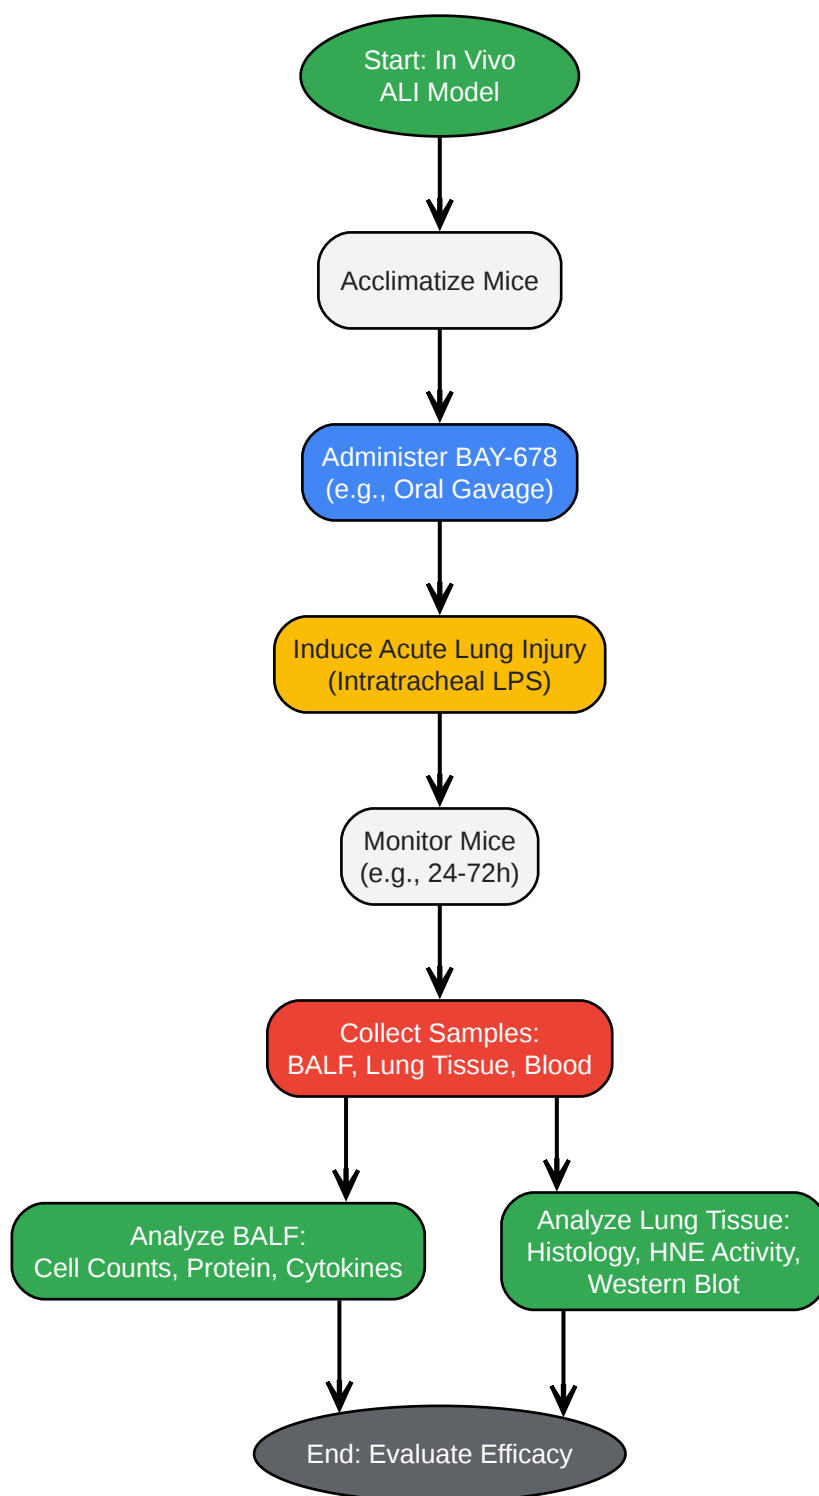 Start: In Vivo
ALI Model
Acclimatize Mice
Administer BAY-678
(e.g., Oral Gavage)
Induce Acute Lung Injury
(Intratracheal LPS)
Monitor Mice
(e.g., 24-72h)
Collect Samples:
BALF, Lung Tissue, Blood
Analyze BALF:
Cell Counts, Protein, Cytokines
Analyze Lung Tissue:
Histology, HNE Activity,
Western Blot
End: Evaluate Efficacy